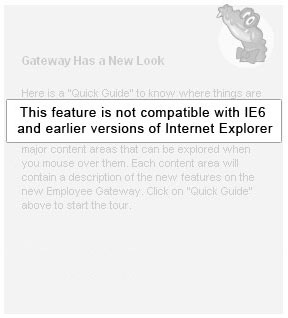 Gateway Has a New Look
Here is a "Quick Guide" to know where things are
This feature is not compatible with IE6
and earlier versions of Internet Explorer
major content areas that can be explored when
you mouse over them. Each content area will
contain a description of the new features on the
new Employee Gateway. Click on "Quick Guide"
above to start the tour.